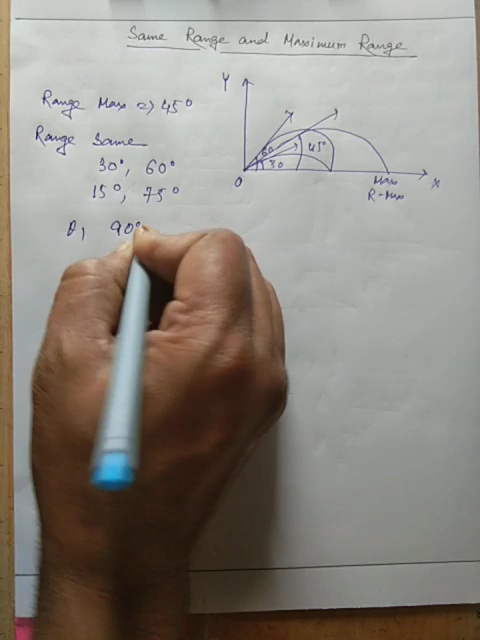 Same Range and Maximum Range
Range Max => 45°
Range Same
30°, 60°
15°, 75°
θ, 90°
Y
60
45°
30
O
Max
R-Max
X